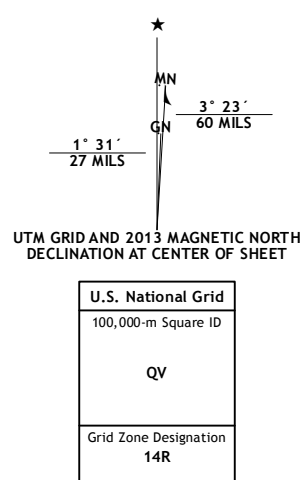 ★
MN
3° 23´
60 MILS
GN
1° 31´
27 MILS
UTM GRID AND 2013 MAGNETIC NORTH
DECLINATION AT CENTER OF SHEET
U.S. National Grid
100,000-m Square ID
QV
Grid Zone Designation
14R